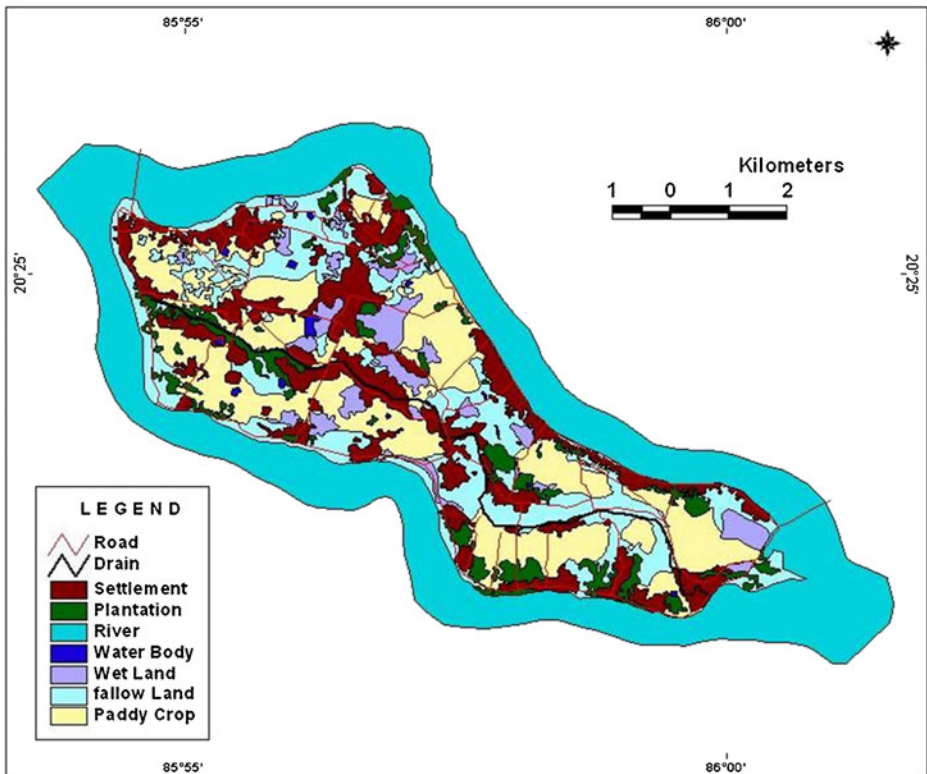 85°55'
86°00'
Kilometers
1 0 1 2
20°25'
20°25'
LEGEND
Road
Drain
Settlement
Plantation
River
Water Body
Wet Land
fallow Land
Paddy Crop
85°55'
86°00'